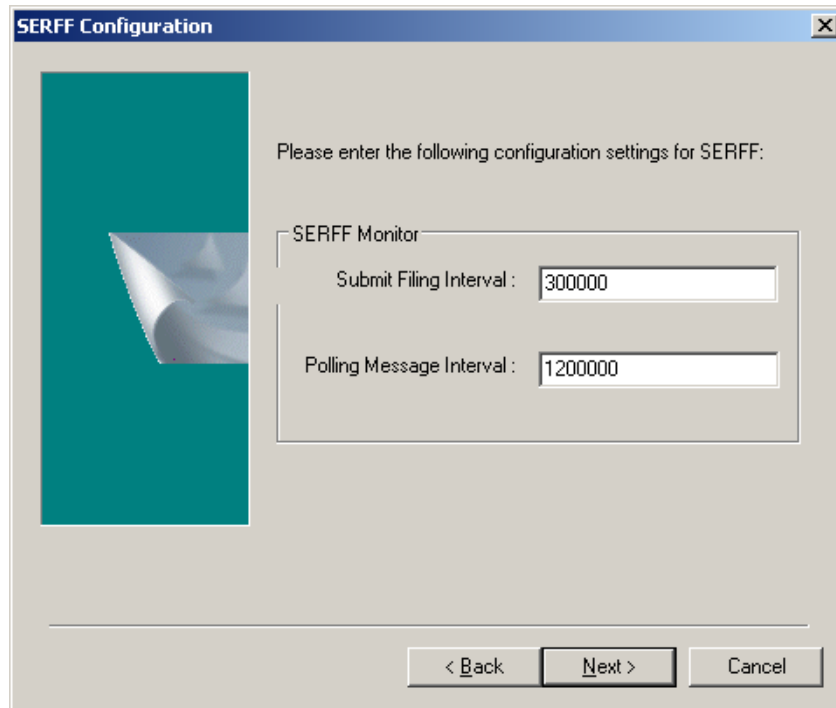 SERFF Configuration
Please enter the following configuration settings for SERFF:
SERFF Monitor
Submit Filing Interval : 300000
Polling Message Interval : 1200000
< Back Next > Cancel